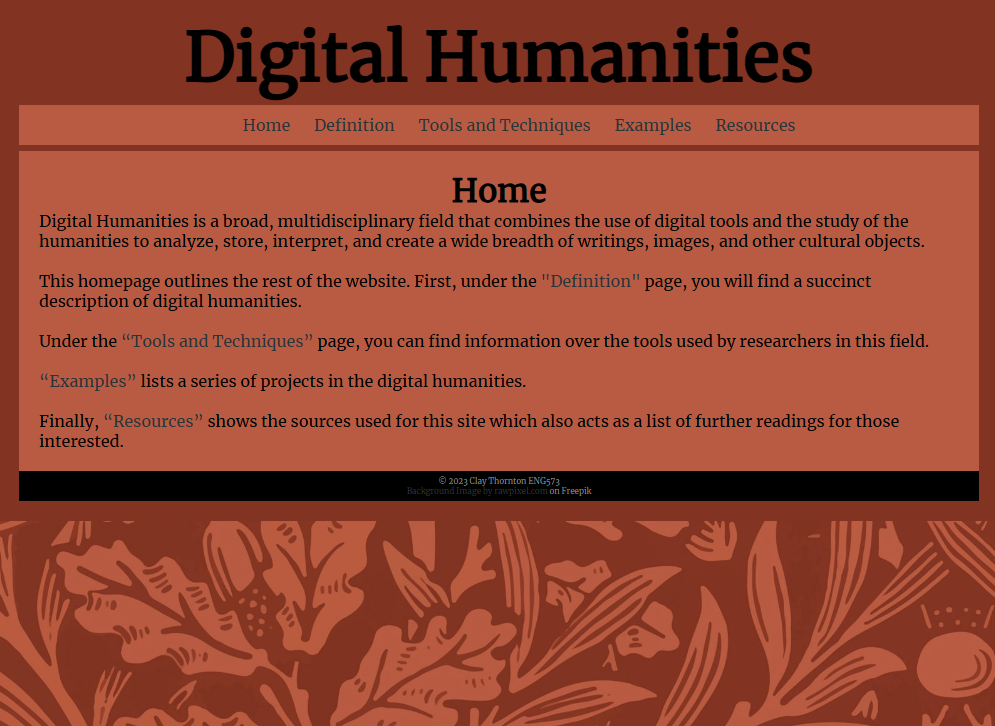 Digital Humanities
Home Definition Tools and Techniques Examples Resources
Home
Digital Humanities is a broad, multidisciplinary field that combines the use of digital tools and the study of the
humanities to analyze, store, interpret, and create a wide breadth of writings, images, and other cultural objects.
This homepage outlines the rest of the website. First, under the "Definition" page, you will find a succinct
description of digital humanities.
Under the “Tools and Techniques” page, you can find information over the tools used by researchers in this field.
“Examples” lists a series of projects in the digital humanities.
Finally, “Resources” shows the sources used for this site which also acts as a list of further readings for those
interested.
© 2023 Clay Thornton ENG573
Background Image by rawpixel.com on Freepik